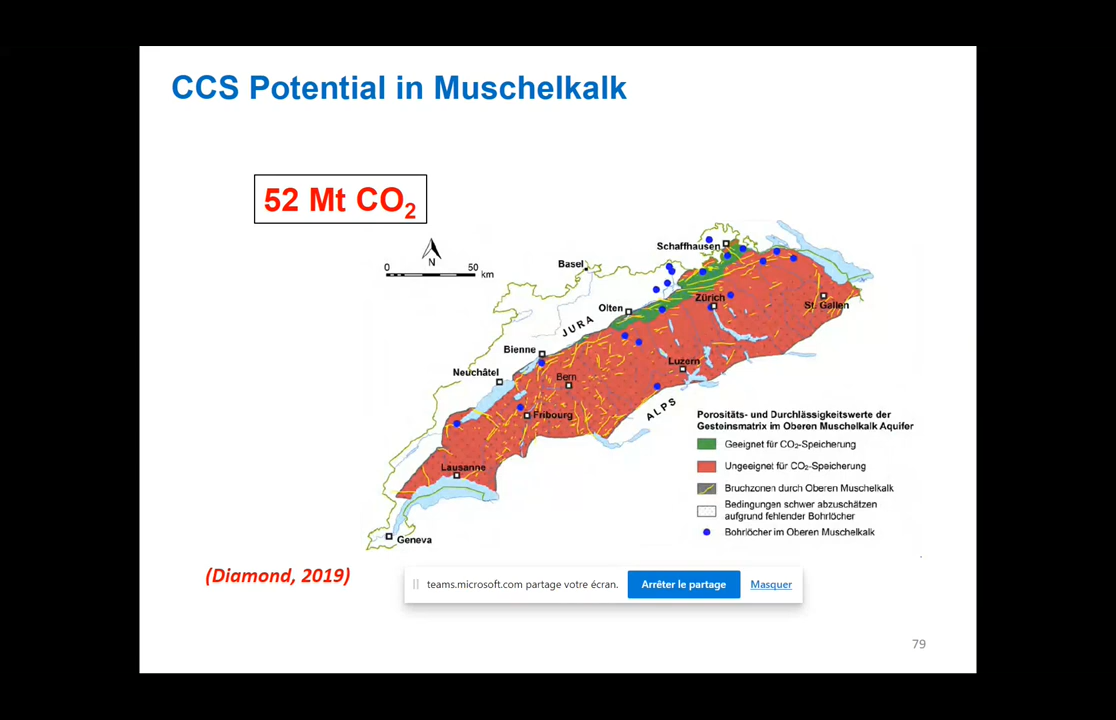 CCS Potential in Muschelkalk
52 Mt CO₂
N
0 50 km
Schaffhausen
Basel
Zürich
St. Gallen
Olten
JURA
Bienne
Luzern
Neuchâtel
Bern
ALPS
Fribourg
Lausanne
Geneva
Porositäts- und Durchlässigkeitswerte der
Gesteinsmatrix im Oberen Muschelkalk Aquifer
Geeignet für CO₂-Speicherung
Ungeeignet für CO₂-Speicherung
Bruchzonen durch Oberen Muschelkalk
Bedingungen schwer abzuschätzen
aufgrund fehlender Bohrlöcher
Bohrlöcher im Oberen Muschelkalk
(Diamond, 2019)
teams.microsoft.com partage votre écran. Arrêter le partage Masquer
79